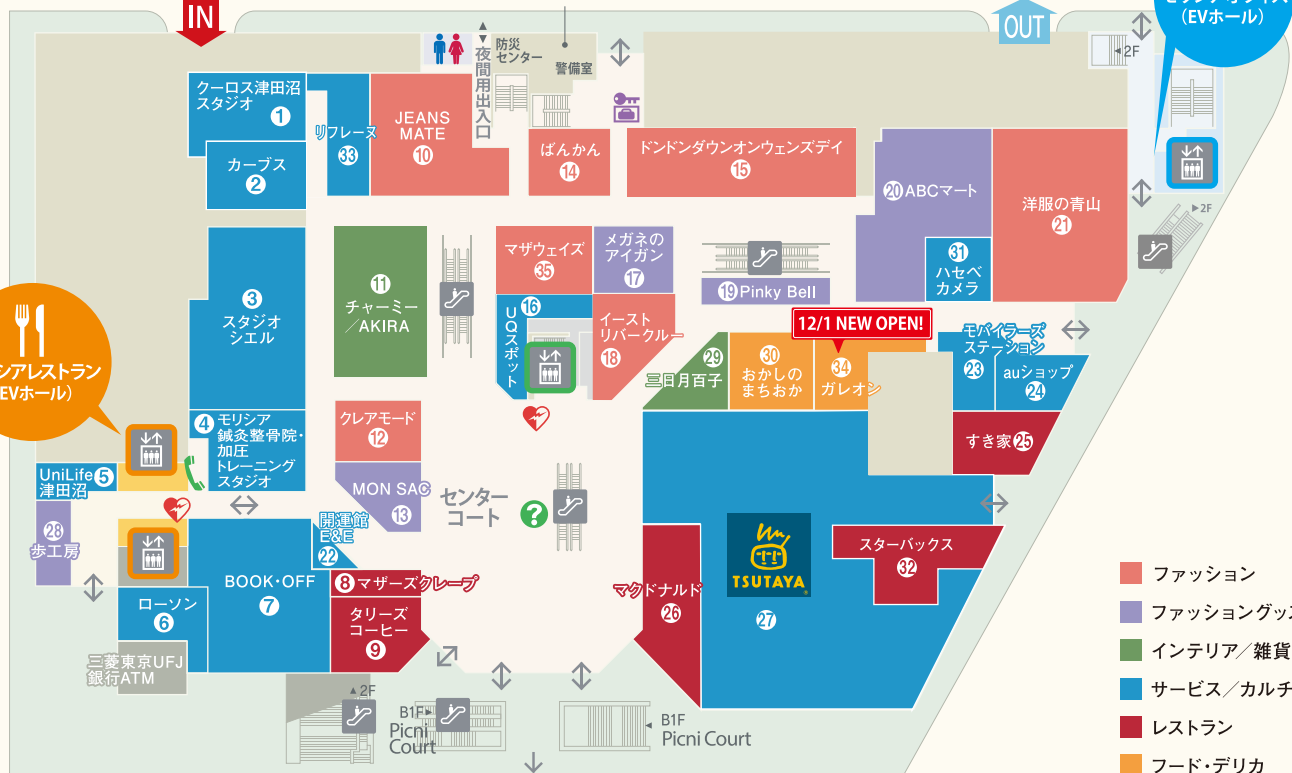 IN
OUT
(EVホール)
防災
センター
警備室
夜間用出入口
◂2F
クーロス津田沼
スタジオ
1
リフレーヌ
33
JEANS
MATE
10
ばんかん
14
ドンドンダウンオンウェンズデイ
15
カーブス
2
20 ABCマート
洋服の青山
21
▸2F
31
ハセベ
カメラ
マザウェイズ
35
メガネの
アイガン
17
19 Pinky Bell
11
チャーミー
/AKIRA
3
スタジオ
シエル
16
UQスポット
イースト
リバークルー
18
12/1 NEW OPEN!
29
三日月百子
30
おかしの
まちおか
34
ガレオン
モバイラーズ
ステーション
23
auショップ
24
シアレストラン
EVホール)
4 モリシア
鍼灸整骨院・
加圧
トレーニング
スタジオ
クレアモード
12
すき家 25
UniLife 5
津田沼
MON SAC
13
センター
コート
?
28
歩工房
開運館
E&E
22
BOOK・OFF
7
8 マザーズクレープ
タリーズ
コーヒー
9
ローソン
6
三菱東京UFJ
銀行ATM
マクドナルド
26
TSUTAYA
27
スターバックス
32
▴2F
B1F▸
Picni
Court
◂ B1F
Picni Court
ファッション
ファッショングッズ
インテリア/雑貨
サービス/カルチ
レストラン
フード・デリカ